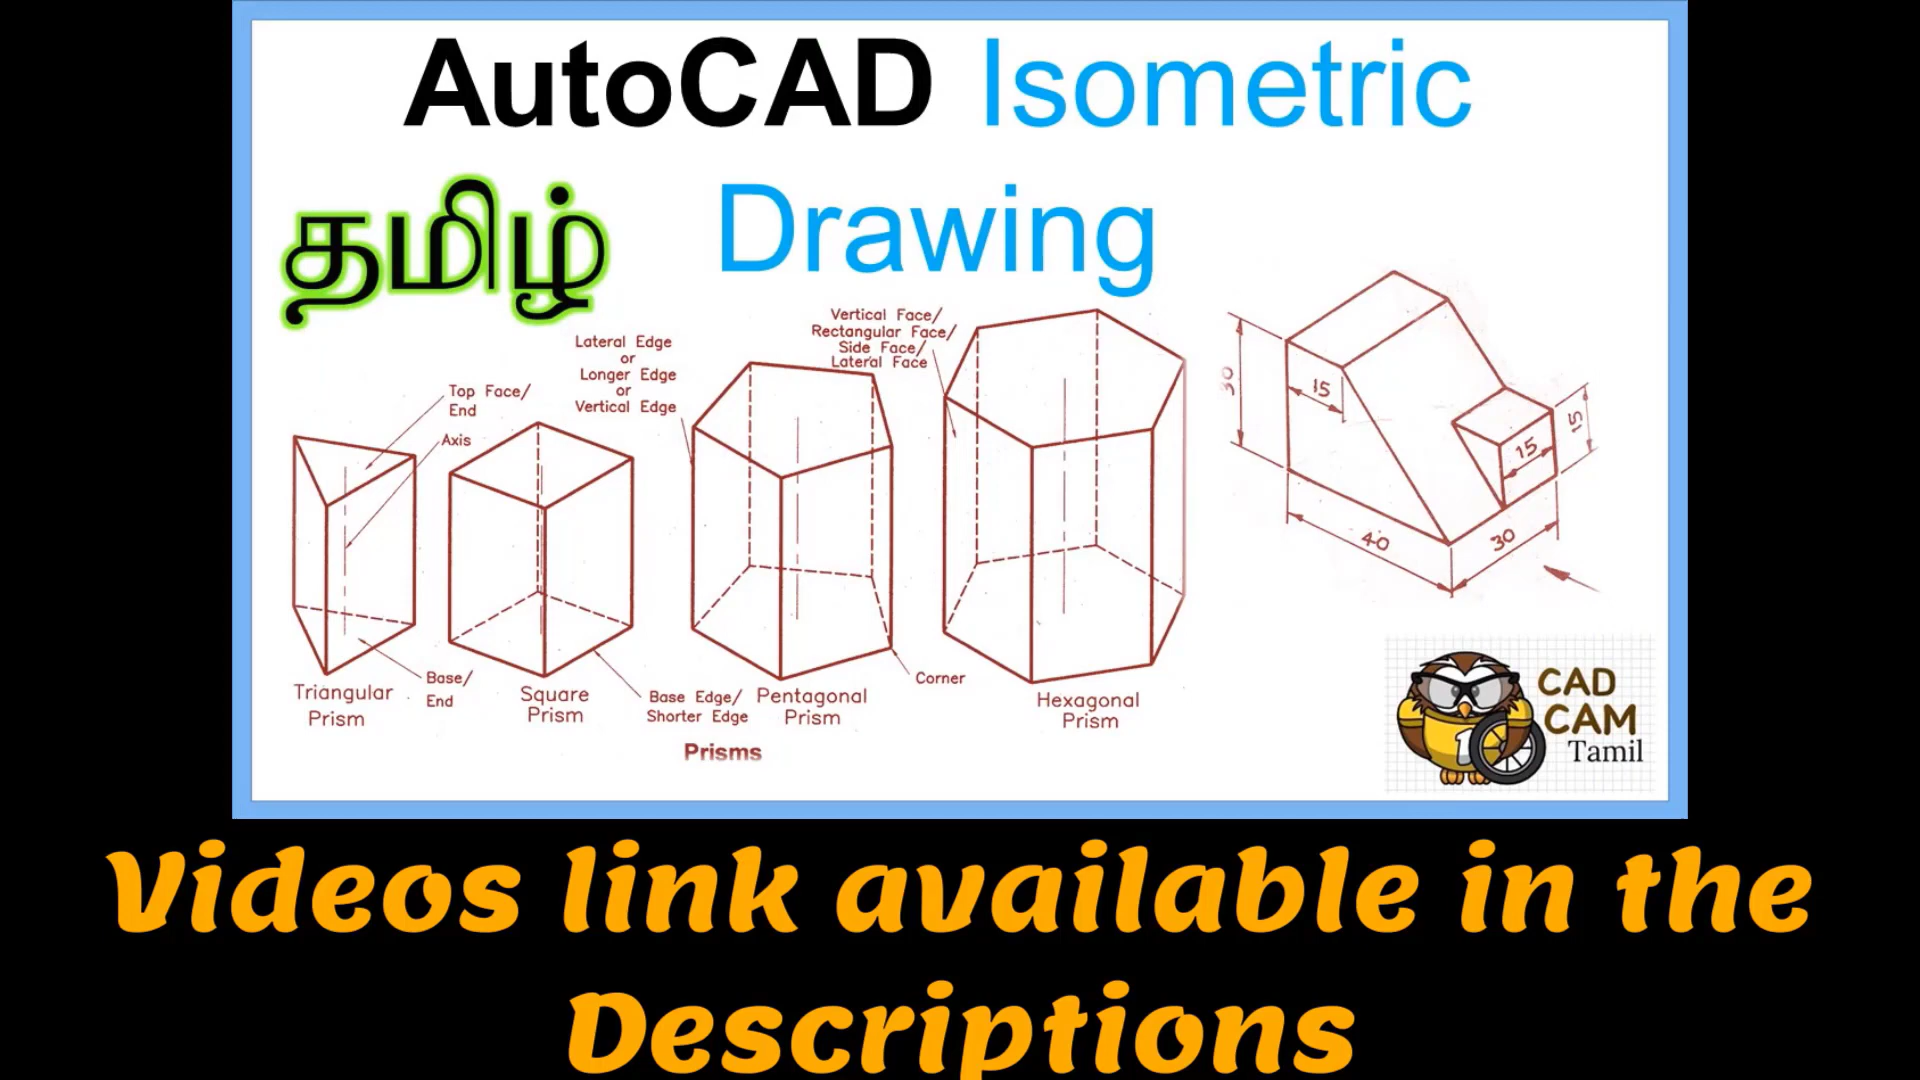 AutoCAD Isometric
தமிழ் Drawing
Vertical Face/
Rectangular Face/
Side Face/
Lateral Face
Lateral Edge
or
Longer Edge
or
Vertical Edge
Top Face/
End
Axis
30
15
15
15
40
30
Base/
End
Corner
Base Edge/
Shorter Edge
Triangular
Prism
Square
Prism
Pentagonal
Prism
Hexagonal
Prism
Prisms
CAD
CAM
Tamil
1
Videos link available in the
Descriptions